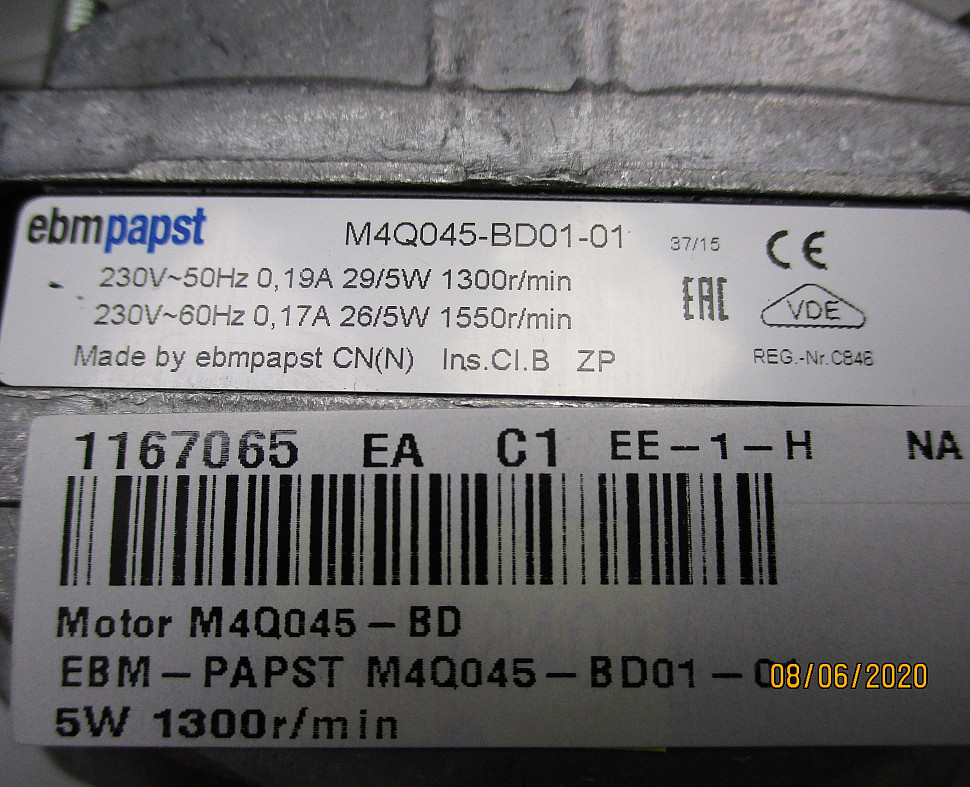 ebmpapst M4Q045-BD01-01 37/15 CE
230V~50Hz 0,19A 29/5W 1300r/min
230V~60Hz 0,17A 26/5W 1550r/min EAC VDE
Made by ebmpapst CN(N) Ins.Cl.B ZP REG.-Nr.C846
1167065 EA C1 EE-1-H NA
Motor M4Q045-BD
EBM-PAPST M4Q045-BD01-0
08/06/2020
5W 1300r/min